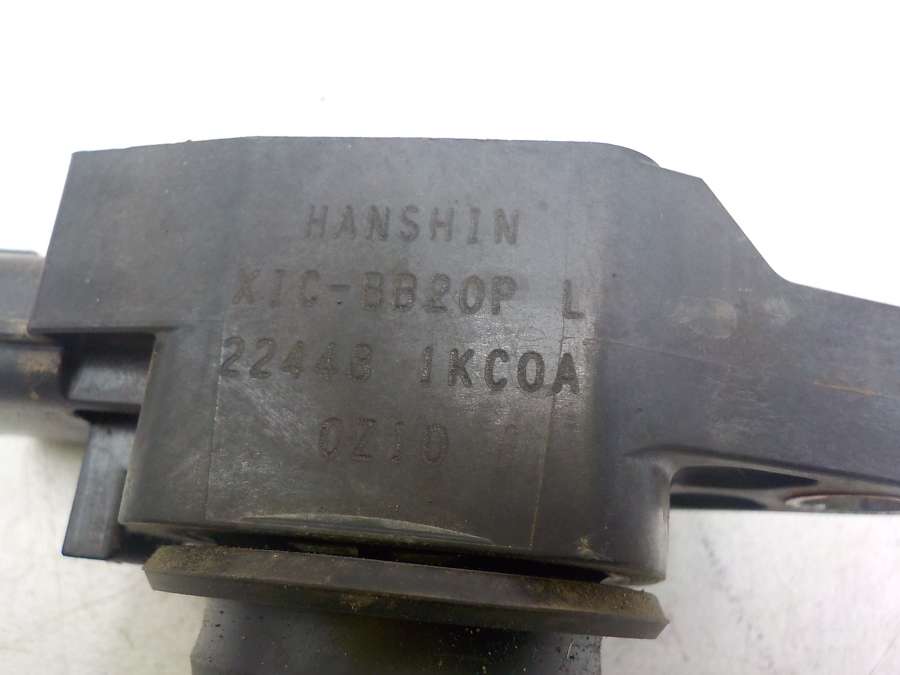 HANSHIN
XIC-BB20P L
22448 1KC0A
0Z10